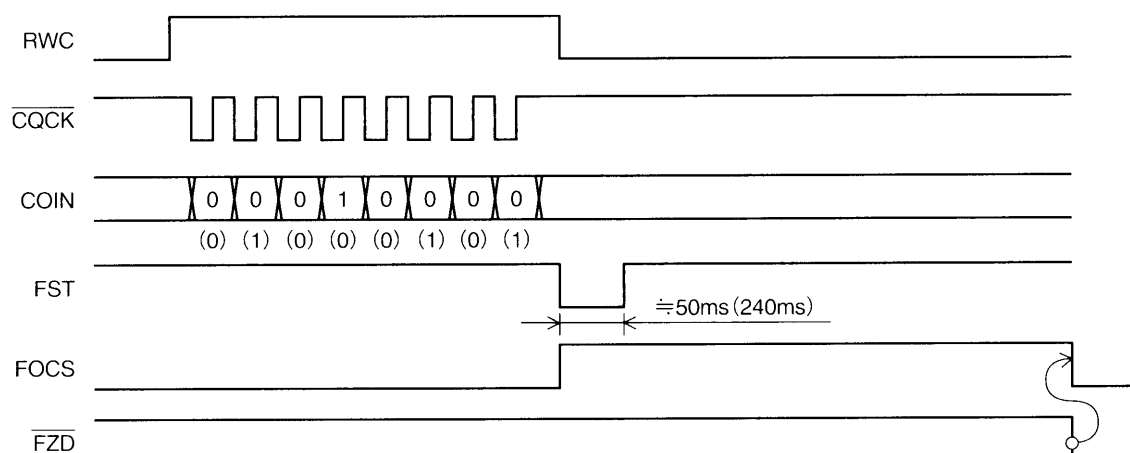 RWC
CQCK
COIN 0 0 0 1 0 0 0 0
(0) (1) (0) (0) (0) (1) (0) (1)
FST
≒50ms(240ms)
FOCS
FZD